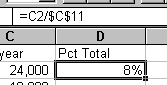 =C2/$C$11
C D
year Pct Total
24,000 8%